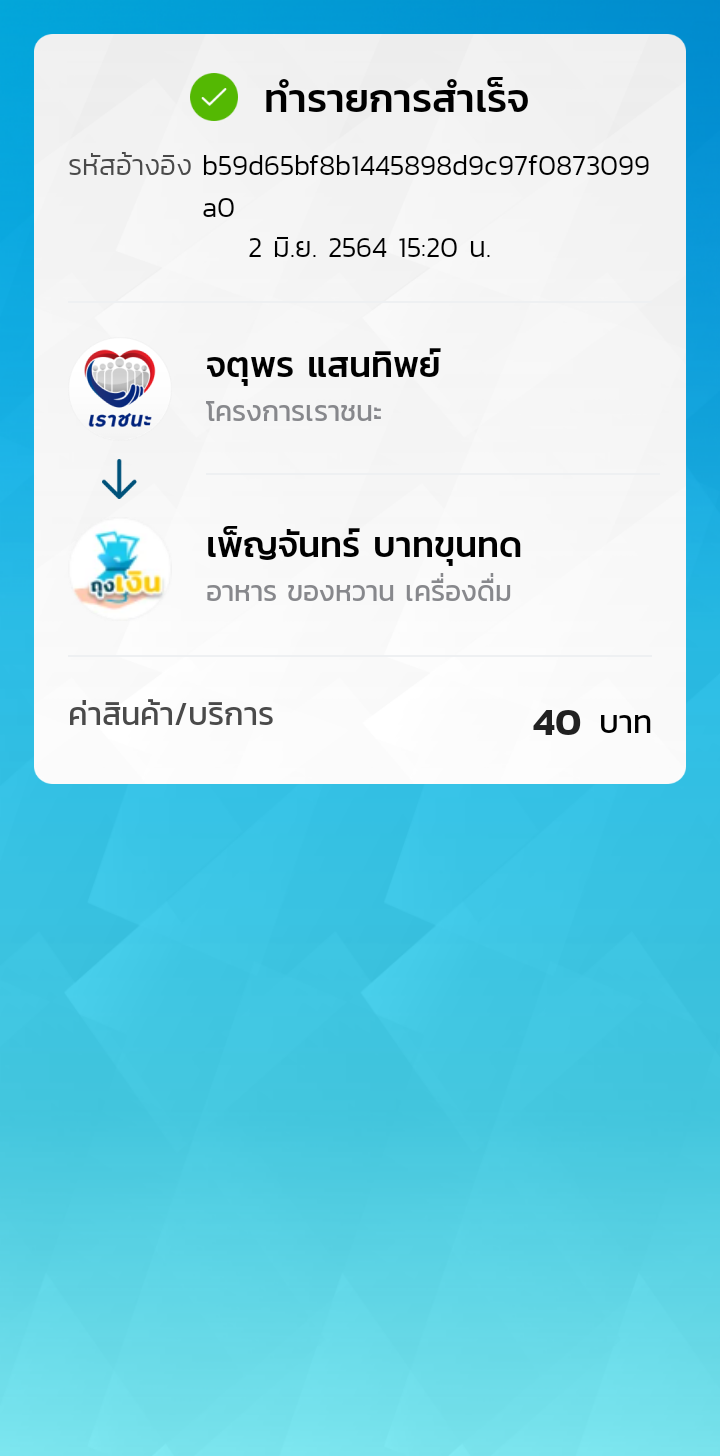 ทำรายการสำเร็จ
รหัสอ้างอิง b59d65bf8b1445898d9c97f0873099
a0
2 มิ.ย. 2564 15:20 น.
จตุพร แสนทิพย์
โครงการเราชนะ
เราชนะ
เพ็ญจันทร์ บาทขุนทด
อาหาร ของหวาน เครื่องดื่ม
ถุงเงิน
ค่าสินค้า/บริการ 40 บาท